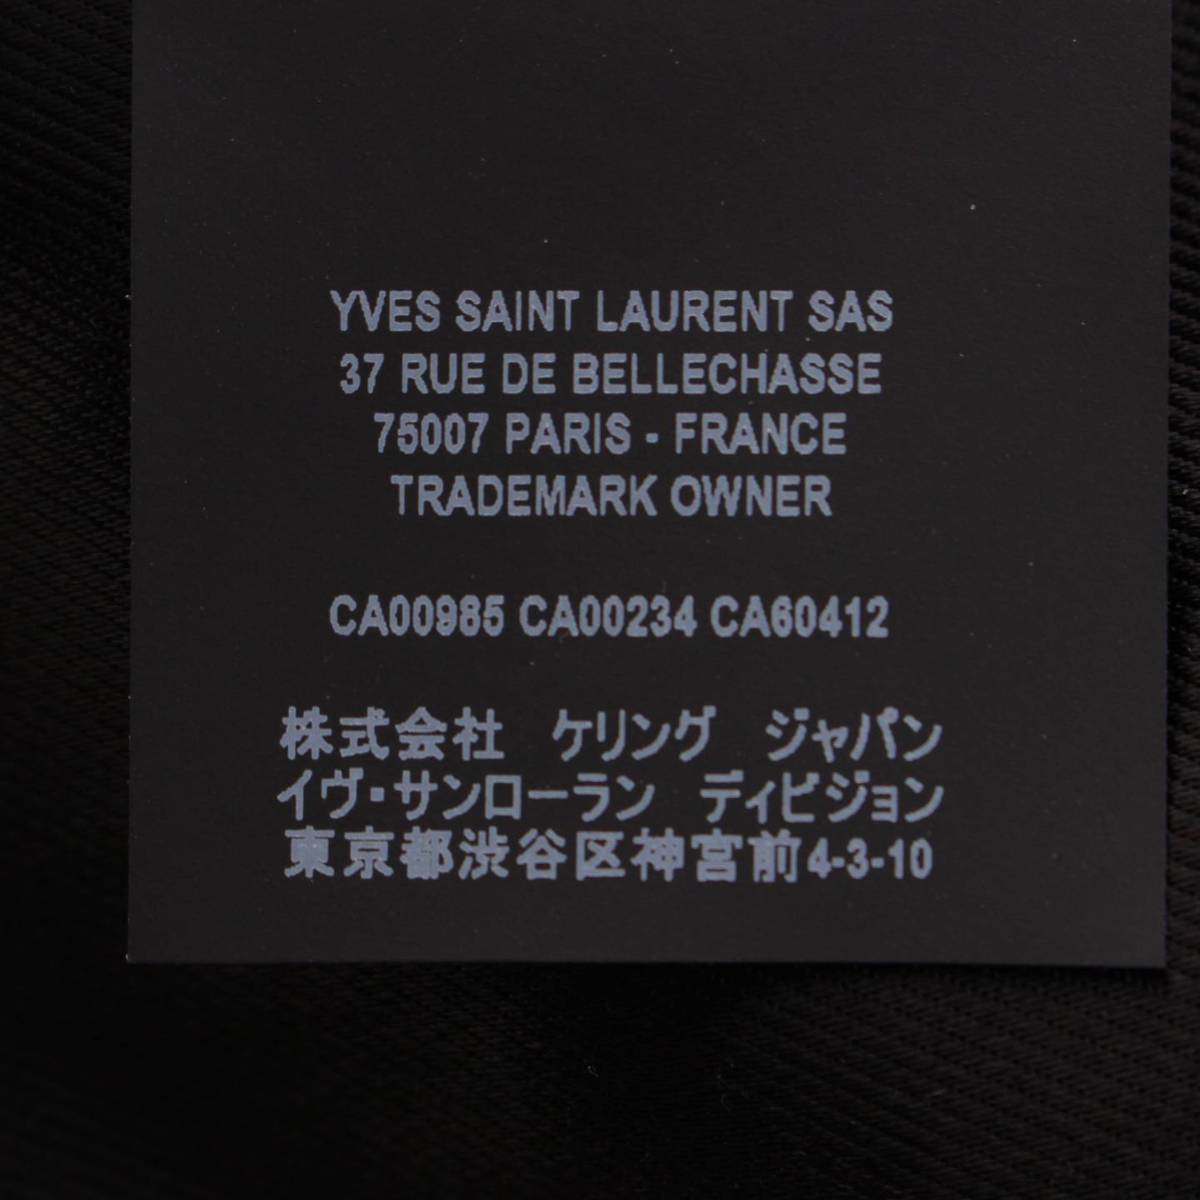 YVES SAINT LAURENT SAS
37 RUE DE BELLECHASSE
75007 PARIS - FRANCE
TRADEMARK OWNER
CA00985 CA00234 CA60412
株式会社　ケリング　ジャパン
イヴ・サンローラン　ディビジョン
東京都渋谷区神宮前4-3-10